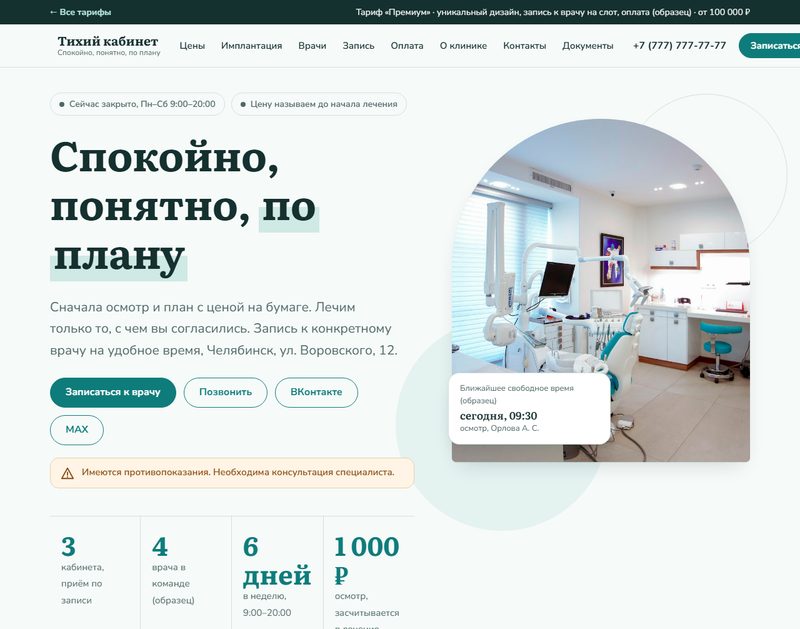 ← Все тарифы
Тариф «Премиум» · уникальный дизайн, запись к врачу на слот, оплата (образец) · от 100 000 ₽
Тихий кабинет
Спокойно, понятно, по плану
Цены Имплантация Врачи Запись Оплата О клинике Контакты Документы
+7 (777) 777-77-77
Записаться
Сейчас закрыто, Пн–Сб 9:00–20:00
Цену называем до начала лечения
Спокойно,
понятно, по
плану
Сначала осмотр и план с ценой на бумаге. Лечим
только то, с чем вы согласились. Запись к конкретному
врачу на удобное время, Челябинск, ул. Воровского, 12.
Записаться к врачу
Позвонить
ВКонтакте
MAX
Имеются противопоказания. Необходима консультация специалиста.
Ближайшее свободное время
(образец)
сегодня, 09:30
осмотр, Орлова А. С.
3
кабинета,
приём по
записи
4
врача в
команде
(образец)
6
дней
в неделю,
9:00–20:00
1 000
₽
осмотр,
засчитывается